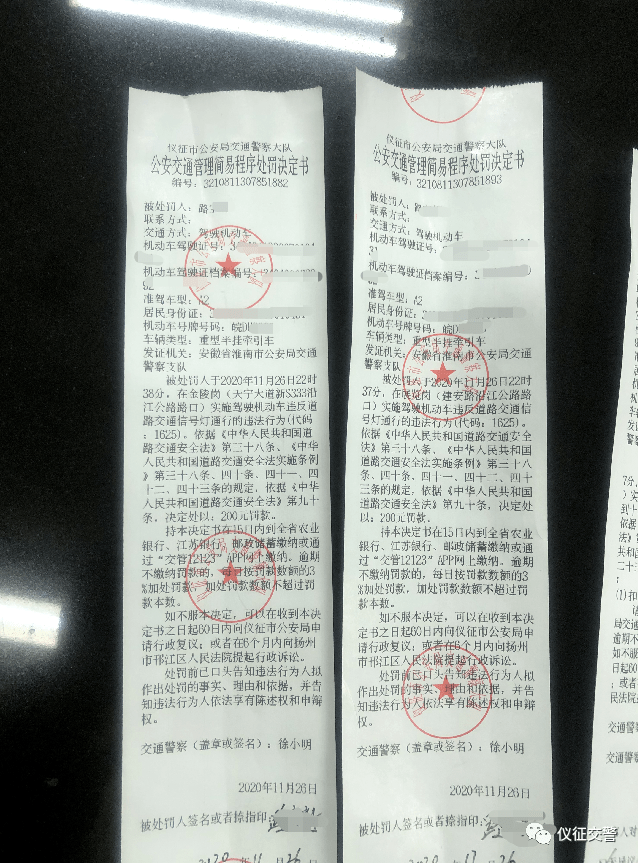 仪征市公安局交通警察大队
公安交通管理简易程序处罚决定书
编号：3210811307851882
被处罚人：路
联系方式：
交通方式：驾驶机动车
机动车驾驶证号：3
机动车驾驶证档案编号：
92
准驾车型：A2
居民身份证：
机动车号牌号码：皖D
车辆类型：重型半挂牵引车
发证机关：安徽省淮南市公安局交通
警察支队
被处罚人于2020年11月26日22时
38分，在金陵岗（天宁大道新S333沿
江公路路口）实施驾驶机动车违反道
路交通信号灯通行的违法行为(代码
：1625)。依据《中华人民共和国道
路交通安全法》第三十八条、《中华
人民共和国道路交通安全法实施条例
》第三十八条、四十条、四十一、四
十二、四十三条的规定，依据《中华
人民共和国道路交通安全法》第九十
条，决定处以：200元罚款。
持本决定书在15日内到全省农业
银行、江苏银行、邮政储蓄缴纳或通
过“交管12123”APP网上缴纳。逾期
不缴纳罚款的，每日按罚款数额的3
%加处罚款，加处罚款数额不超过罚
款本数。
如不服本决定，可以在收到本决
定书之日起60日内向仪征市公安局申
请行政复议；或者在6个月内向扬州
市邗江区人民法院提起行政诉讼。
处罚前已口头告知违法行为人拟
作出处罚的事实、理由和依据，并告
知违法行为人依法享有陈述权和申辩
权。
交通警察（盖章或签名）：徐小明
2020年11月26日
被处罚人签名或者捺指印：
2020 11 26
仪征市公安局交通警察大队
公安交通管理简易程序处罚决定书
编号：3210811307851893
被处罚人：
联系方式：
交通方式：驾驶机动车
机动车驾驶证号：
机动车驾驶证档案编号：
准驾车型：A2
居民身份证：
机动车号牌号码：皖D
车辆类型：重型半挂牵引车
发证机关：安徽省淮南市公安局交通
警察支队
被处罚人于2020年11月26日22时
37分，在展览岗（建安路沿江公路路
口）实施驾驶机动车违反道路交通信
号灯通行的违法行为(代码：1625)。
依据《中华人民共和国道路交通安全
法》第三十八条、《中华人民共和国道
路交通安全法实施条例》第三十八
条、四十条、四十一、四十二、四十
三条的规定，依据《中华人民共和国
道路交通安全法》第九十条，决定处
以：200元罚款。
持本决定书在15日内到全省农业
银行、江苏银行、邮政储蓄缴纳或通
过“交管12123”APP网上缴纳。逾期
不缴纳罚款的，每日按罚款数额的3
%加处罚款，加处罚款数额不超过罚
款本数。
如不服本决定，可以在收到本决
定书之日起60日内向仪征市公安局申
请行政复议；或者在6个月内向扬州
市邗江区人民法院提起行政诉讼。
处罚前已口头告知违法行为人拟
作出处罚的事实、理由和依据，并告
知违法行为人依法享有陈述权和申辩
权。
交通警察（盖章或签名）：徐小明
2020年11月26日
被处罚人签名或者捺指印：
仪征交警